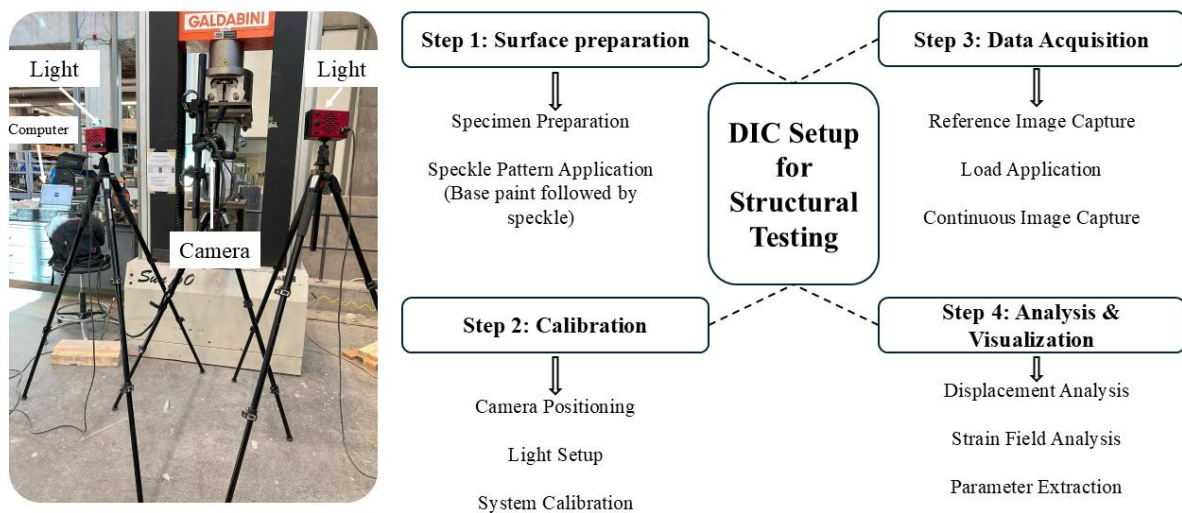 GALDABINI
Light
Light
Computer
Camera
Sun 60
Step 1: Surface preparation
Specimen Preparation
Speckle Pattern Application
(Base paint followed by
speckle)
DIC Setup
for
Structural
Testing
Step 3: Data Acquisition
Reference Image Capture
Load Application
Continuous Image Capture
Step 2: Calibration
Camera Positioning
Light Setup
System Calibration
Step 4: Analysis &
Visualization
Displacement Analysis
Strain Field Analysis
Parameter Extraction